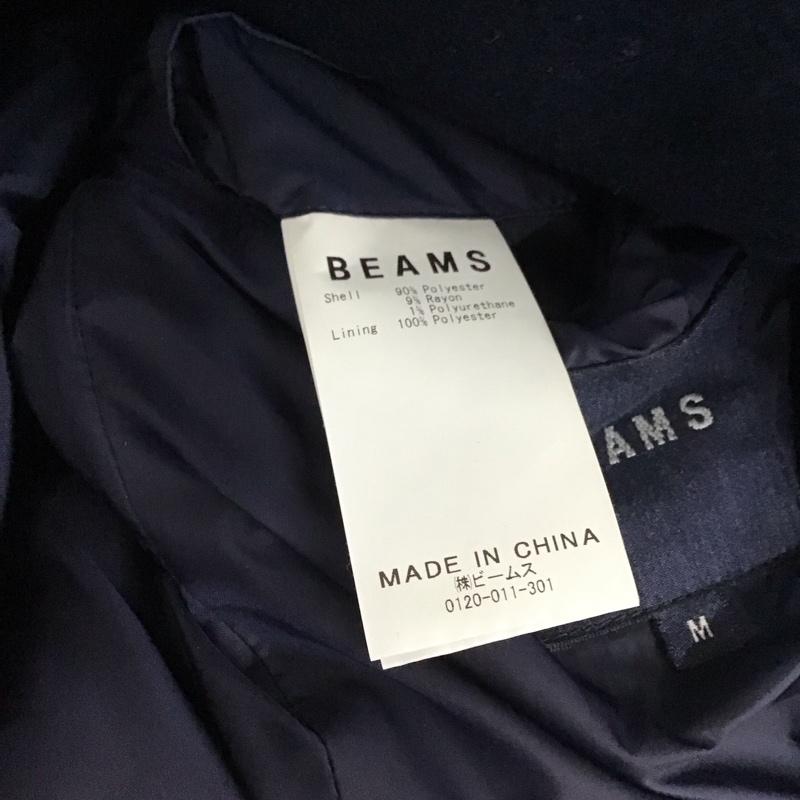 BEAMS
Shell 90% Polyester
9% Rayon
1% Polyurethane
Lining 100% Polyester
MADE IN CHINA
㈱ビームス
0120-011-301
AMS
M